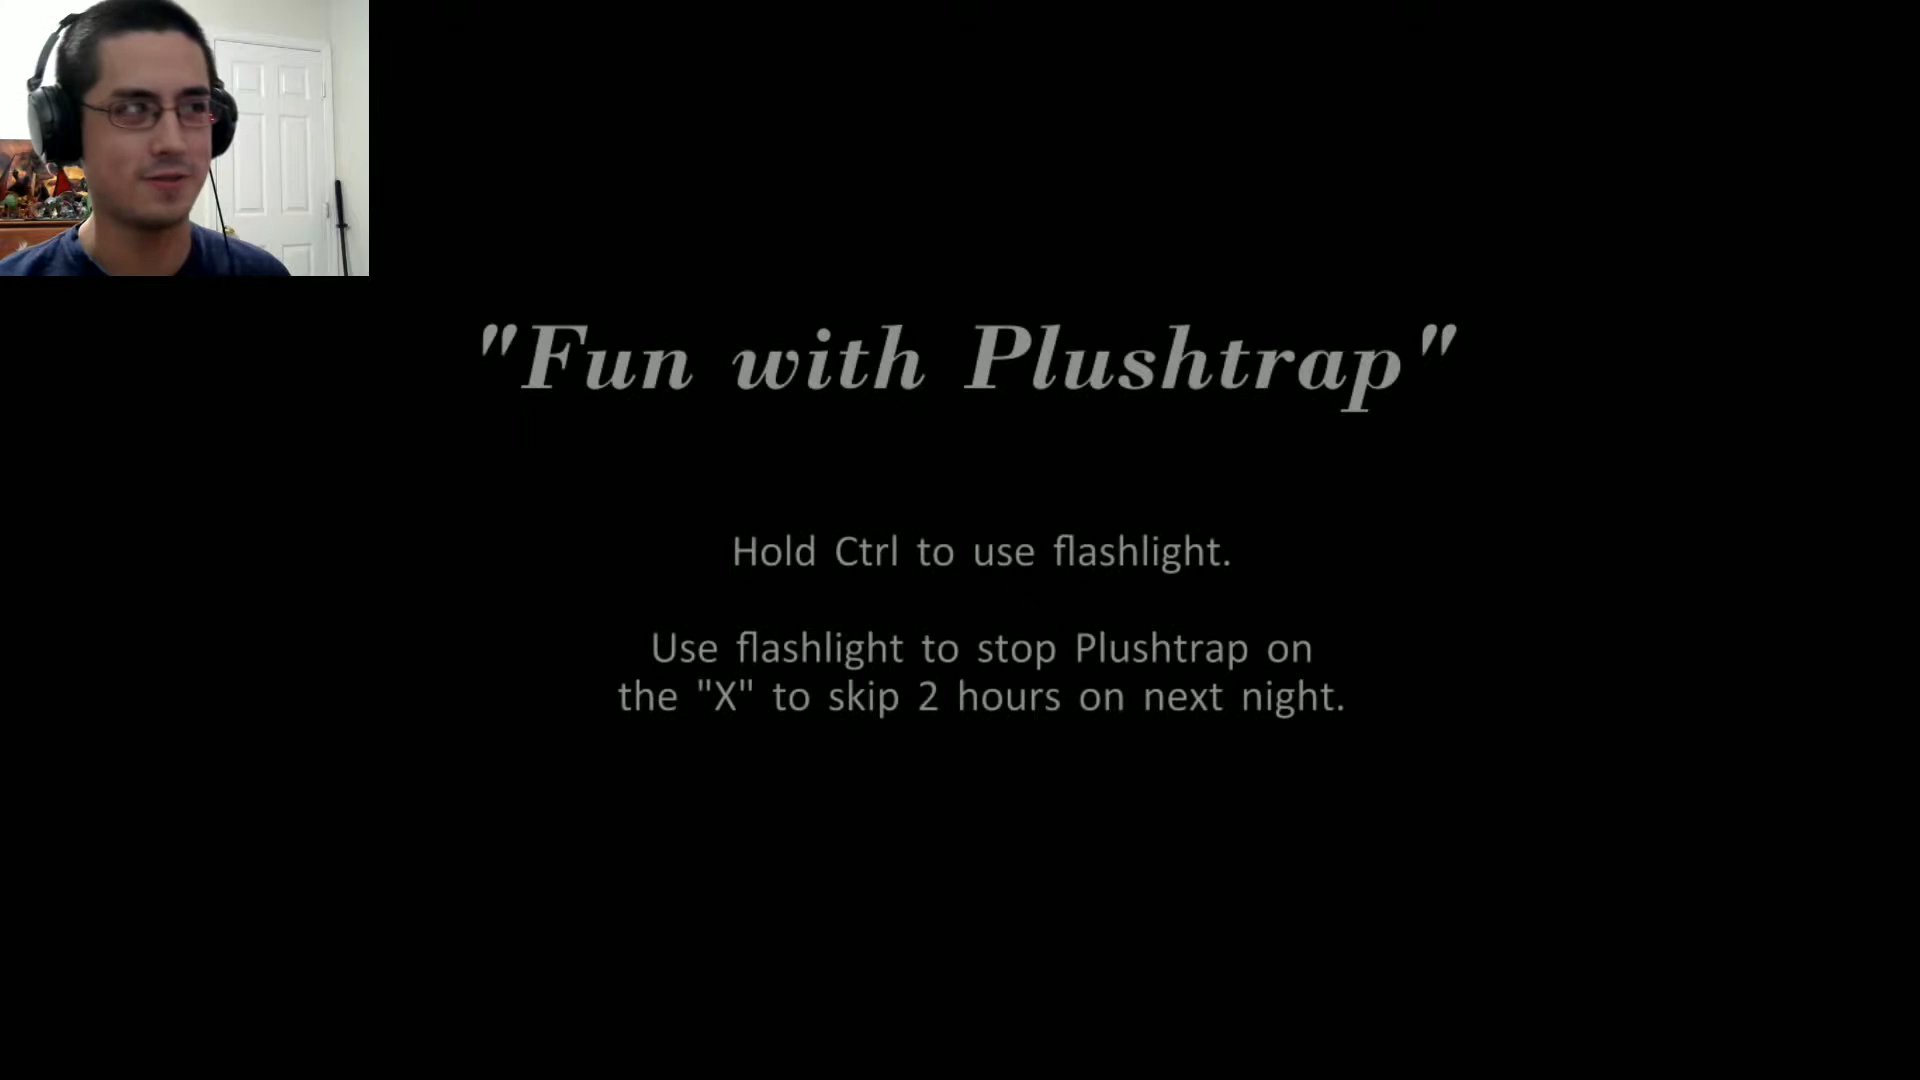 "Fun with Plushtrap"
Hold Ctrl to use flashlight.
Use flashlight to stop Plushtrap on
the "X" to skip 2 hours on next night.